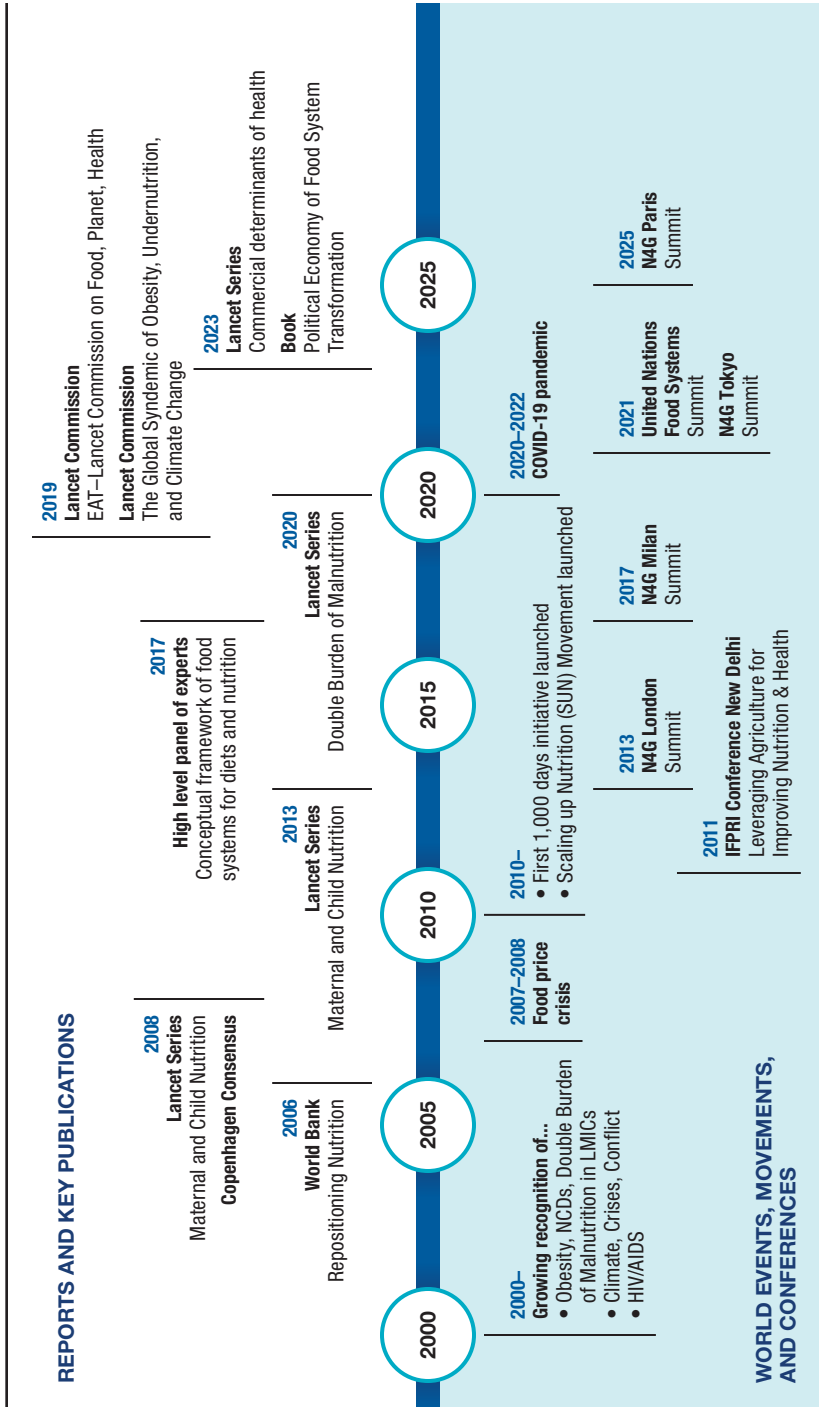 REPORTS AND KEY PUBLICATIONS
2006
World Bank
Repositioning Nutrition
2008
Lancet Series
Maternal and Child Nutrition
Copenhagen Consensus
2013
Lancet Series
Maternal and Child Nutrition
2017
High level panel of experts
Conceptual framework of food
systems for diets and nutrition
2020
Lancet Series
Double Burden of Malnutrition
2019
Lancet Commission
EAT–Lancet Commission on Food, Planet, Health
Lancet Commission
The Global Syndemic of Obesity, Undernutrition,
and Climate Change
2023
Lancet Series
Commercial determinants of health
Book
Political Economy of Food System
Transformation
2000
2005
2010
2015
2020
2025
2000–
Growing recognition of...
• Obesity, NCDs, Double Burden
of Malnutrition in LMICs
• Climate, Crises, Conflict
• HIV/AIDS
2007–2008
Food price
crisis
2010–
• First 1,000 days initiative launched
• Scaling up Nutrition (SUN) Movement launched
2020–2022
COVID-19 pandemic
2011
IFPRI Conference New Delhi
Leveraging Agriculture for
Improving Nutrition & Health
2013
N4G London
Summit
2017
N4G Milan
Summit
2021
United Nations
Food Systems
Summit
N4G Tokyo
Summit
2025
N4G Paris
Summit
WORLD EVENTS, MOVEMENTS,
AND CONFERENCES